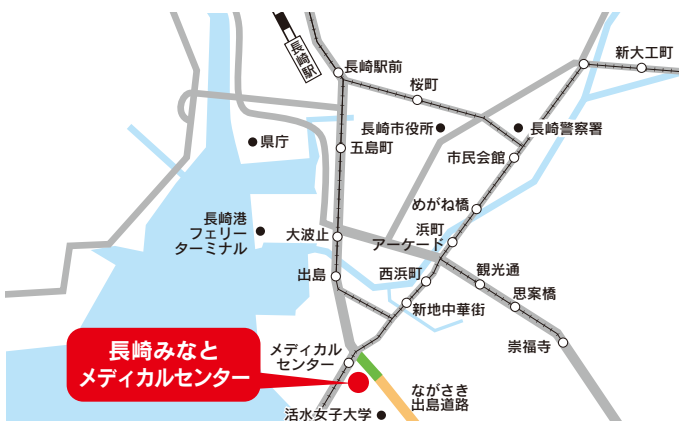 長崎駅
長崎駅前
新大工町
桜町
長崎市役所
長崎警察署
県庁
五島町
市民会館
めがね橋
長崎港
フェリー
ターミナル
大波止
浜町
アーケード
出島
西浜町
観光通
思案橋
新地中華街
崇福寺
長崎みなと
メディカルセンター
メディカル
センター
ながさき
出島道路
活水女子大学